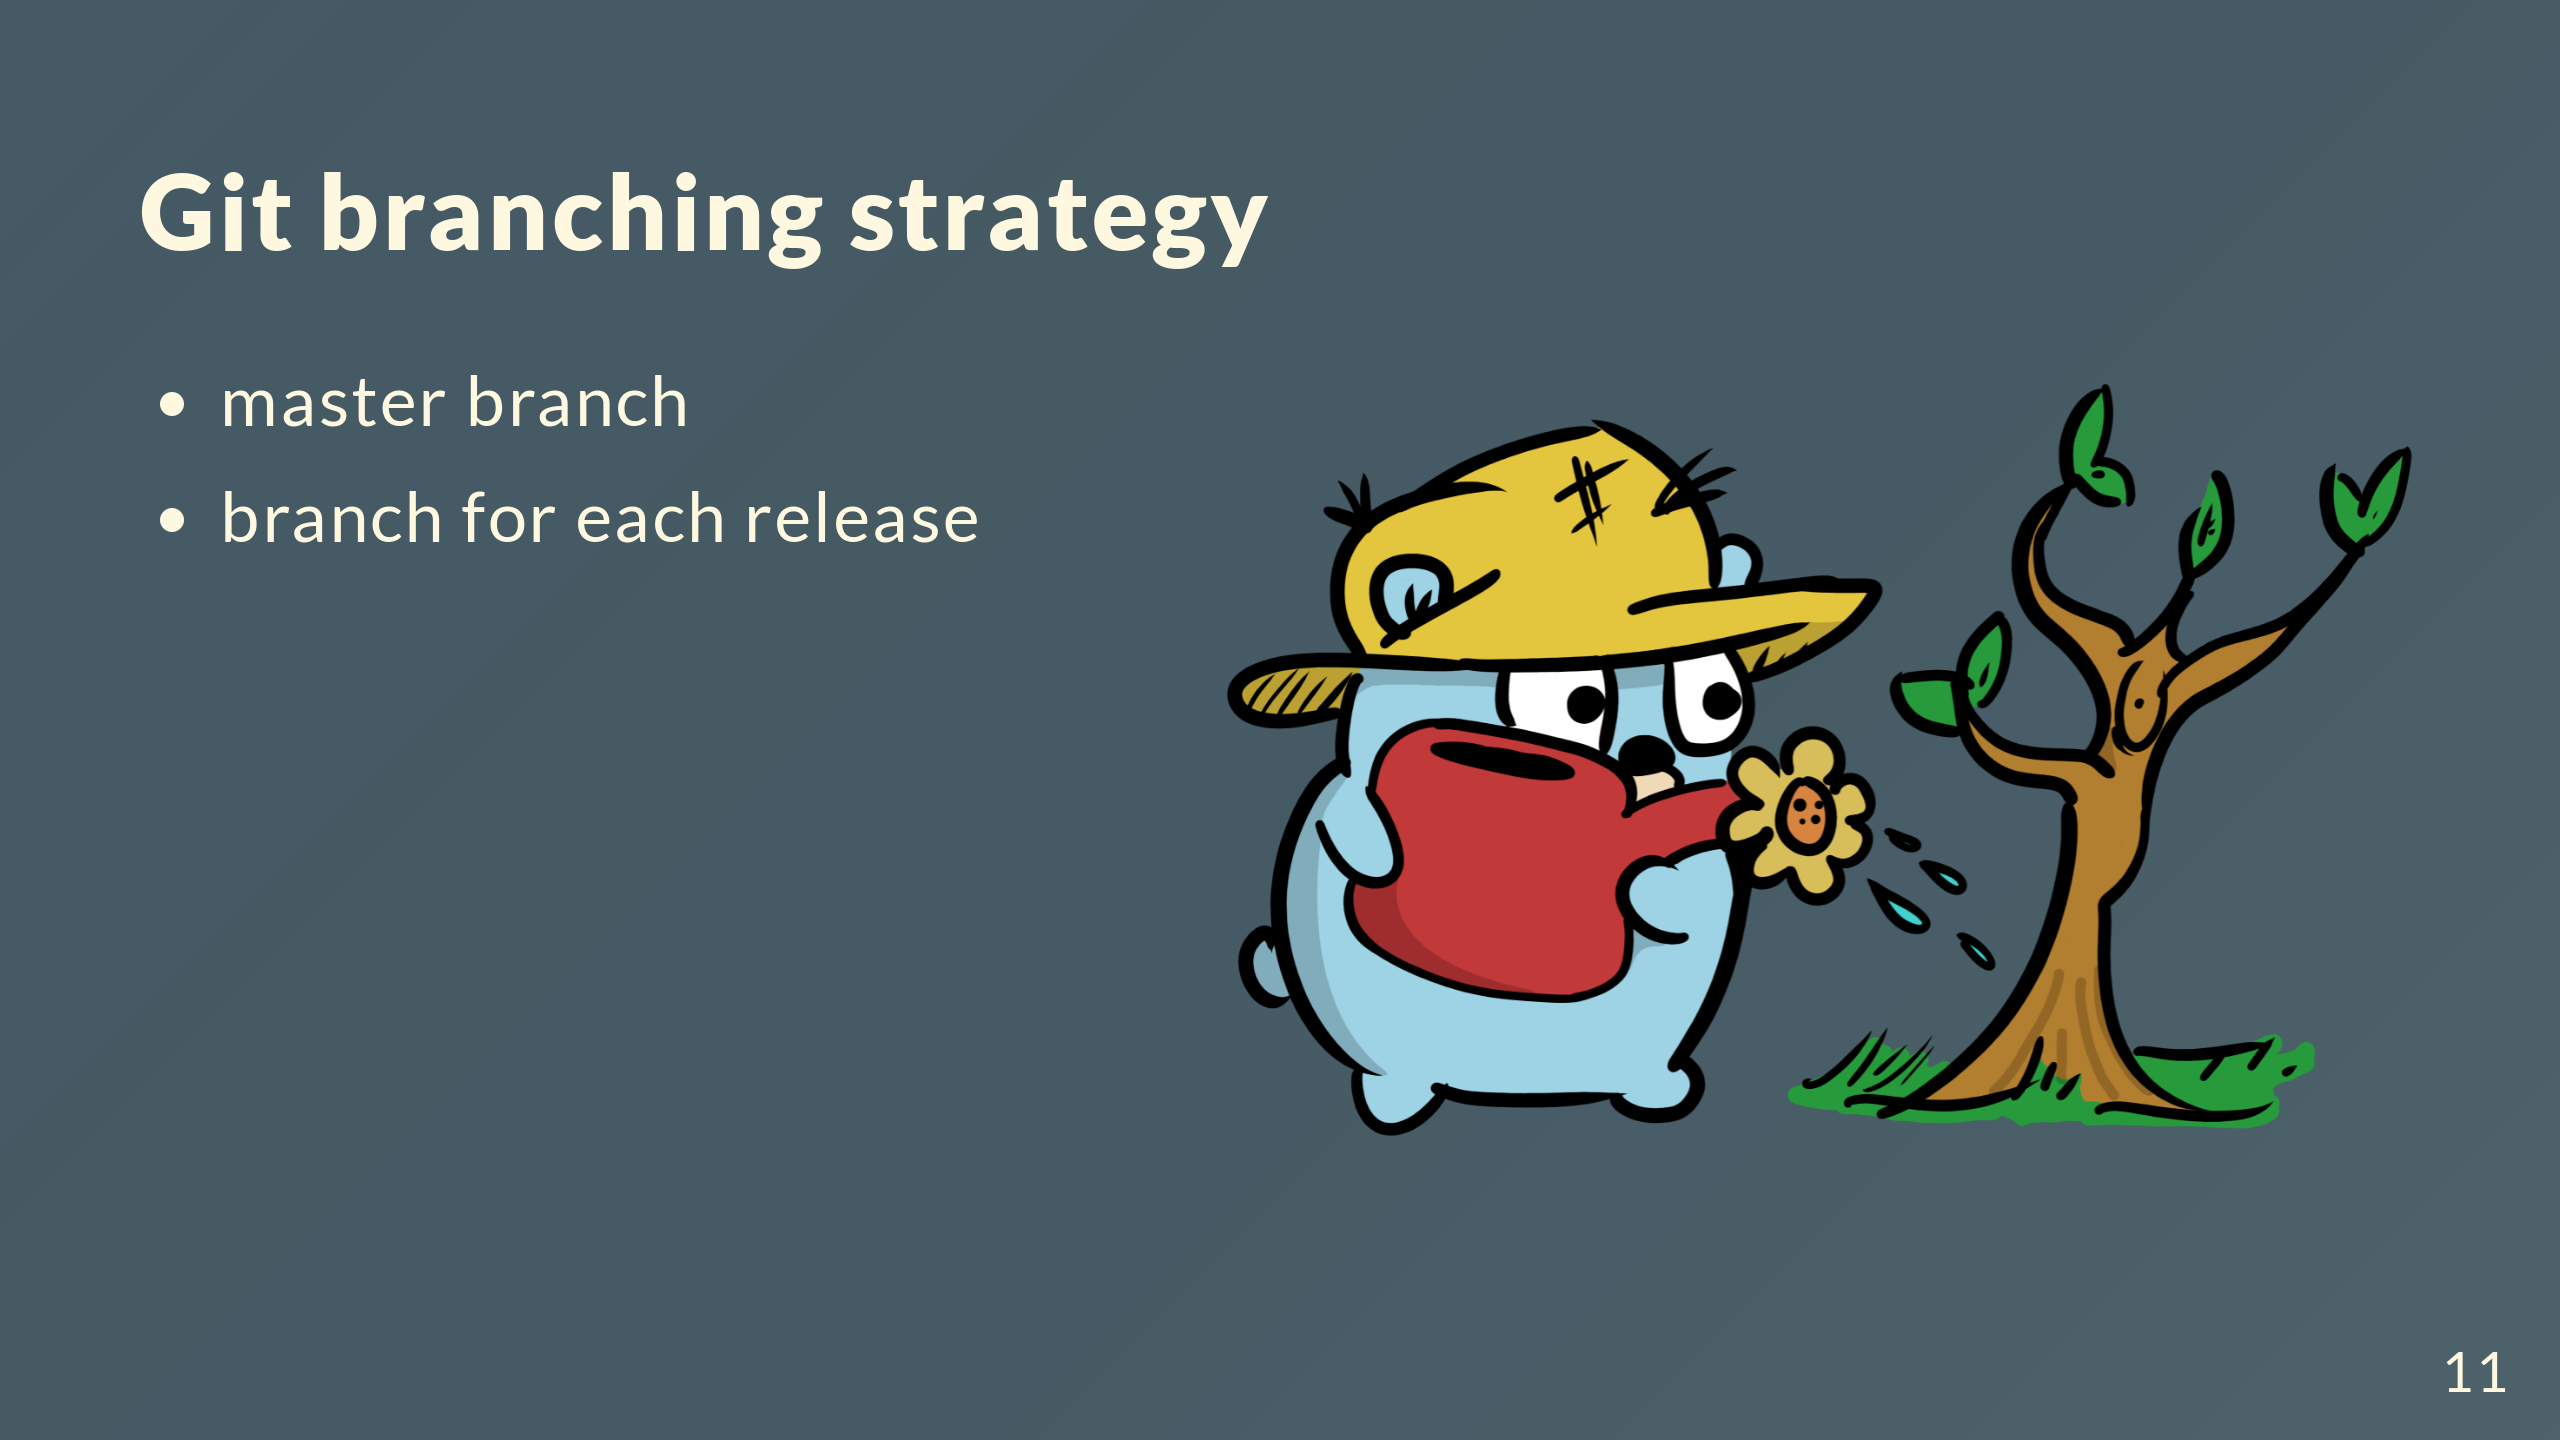 Git branching strategy
• master branch
• branch for each release
11